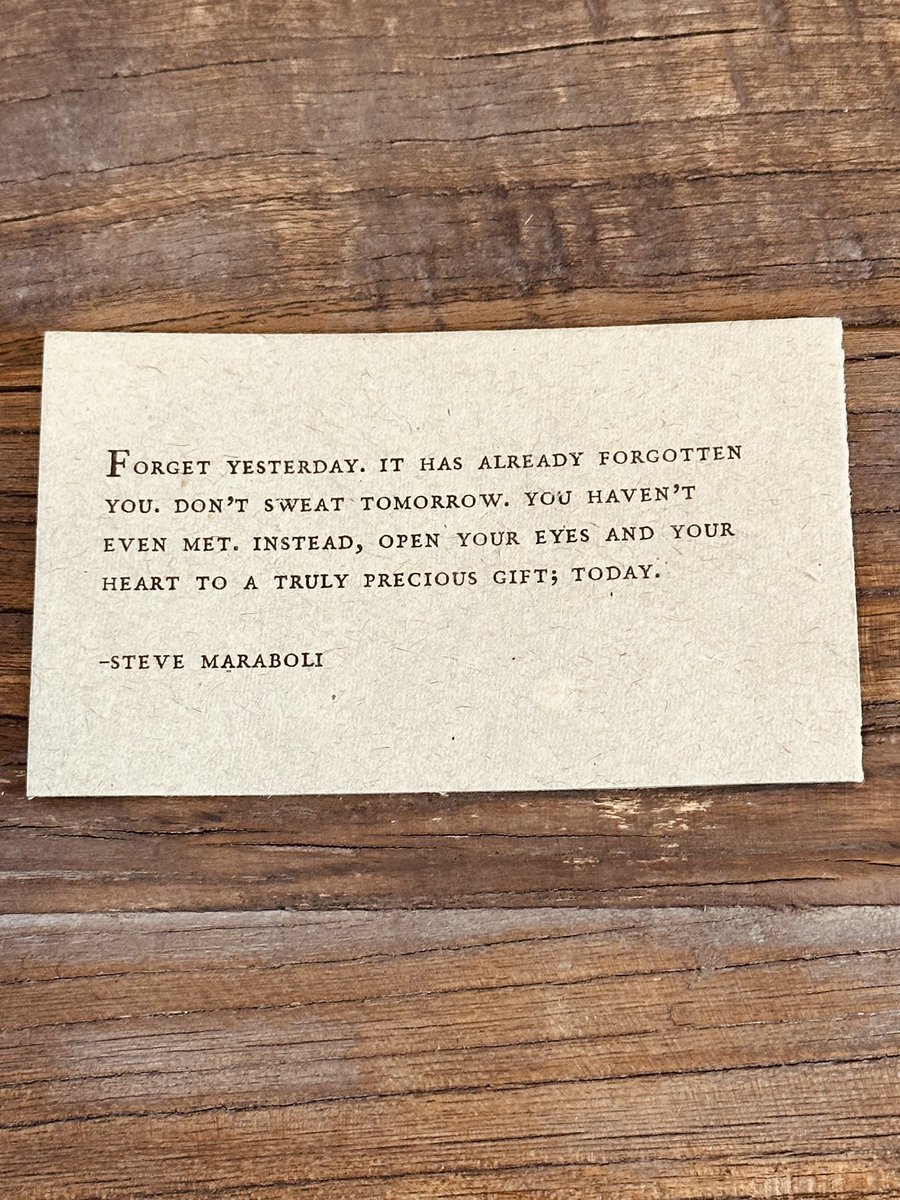 Forget yesterday. It has already forgotten
you. Don't sweat tomorrow. You haven't
even met. Instead, open your eyes and your
heart to a truly precious gift; today.
-Steve Maraboli